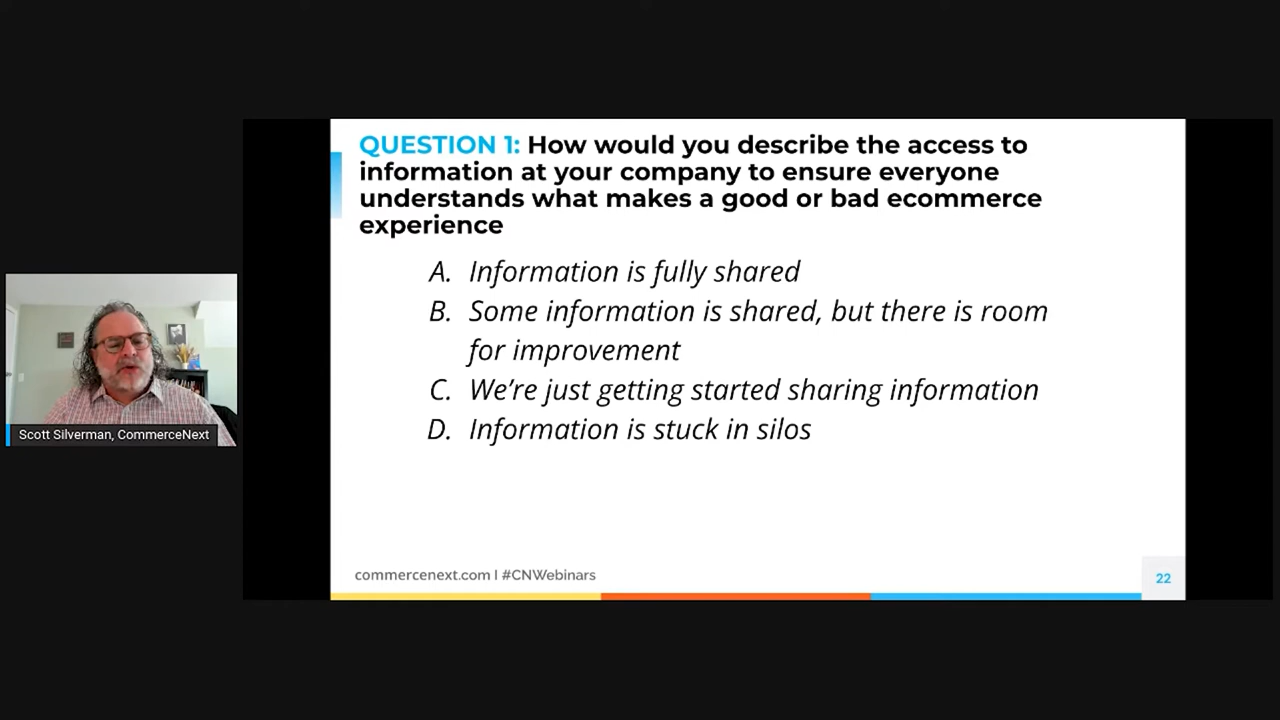 QUESTION 1: How would you describe the access to
information at your company to ensure everyone
understands what makes a good or bad ecommerce
experience
A. Information is fully shared
B. Some information is shared, but there is room
for improvement
C. We’re just getting started sharing information
D. Information is stuck in silos
Scott Silverman, CommerceNext
commercenext.com I #CNWebinars
22